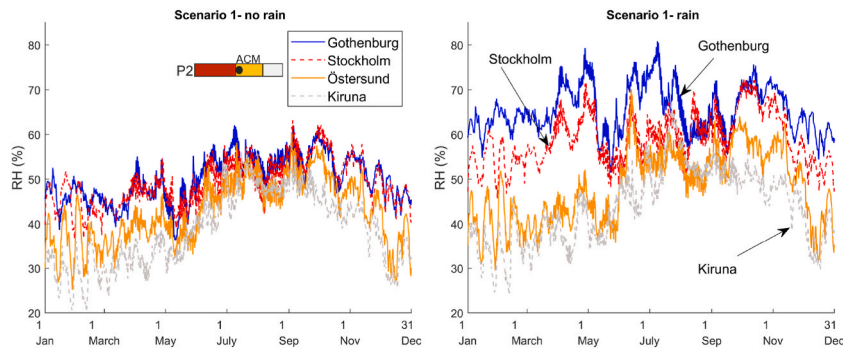 Scenario 1- no rain
RH (%)
80
70
60
50
40
30
20
P2
ACM
Gothenburg
Stockholm
Östersund
Kiruna
1 1 1 1 1 1 31
Jan March May July Sep Nov Dec
Scenario 1- rain
RH (%)
80
70
60
50
40
30
20
Stockholm
Gothenburg
Kiruna
1 1 1 1 1 1 31
Jan March May July Sep Nov Dec